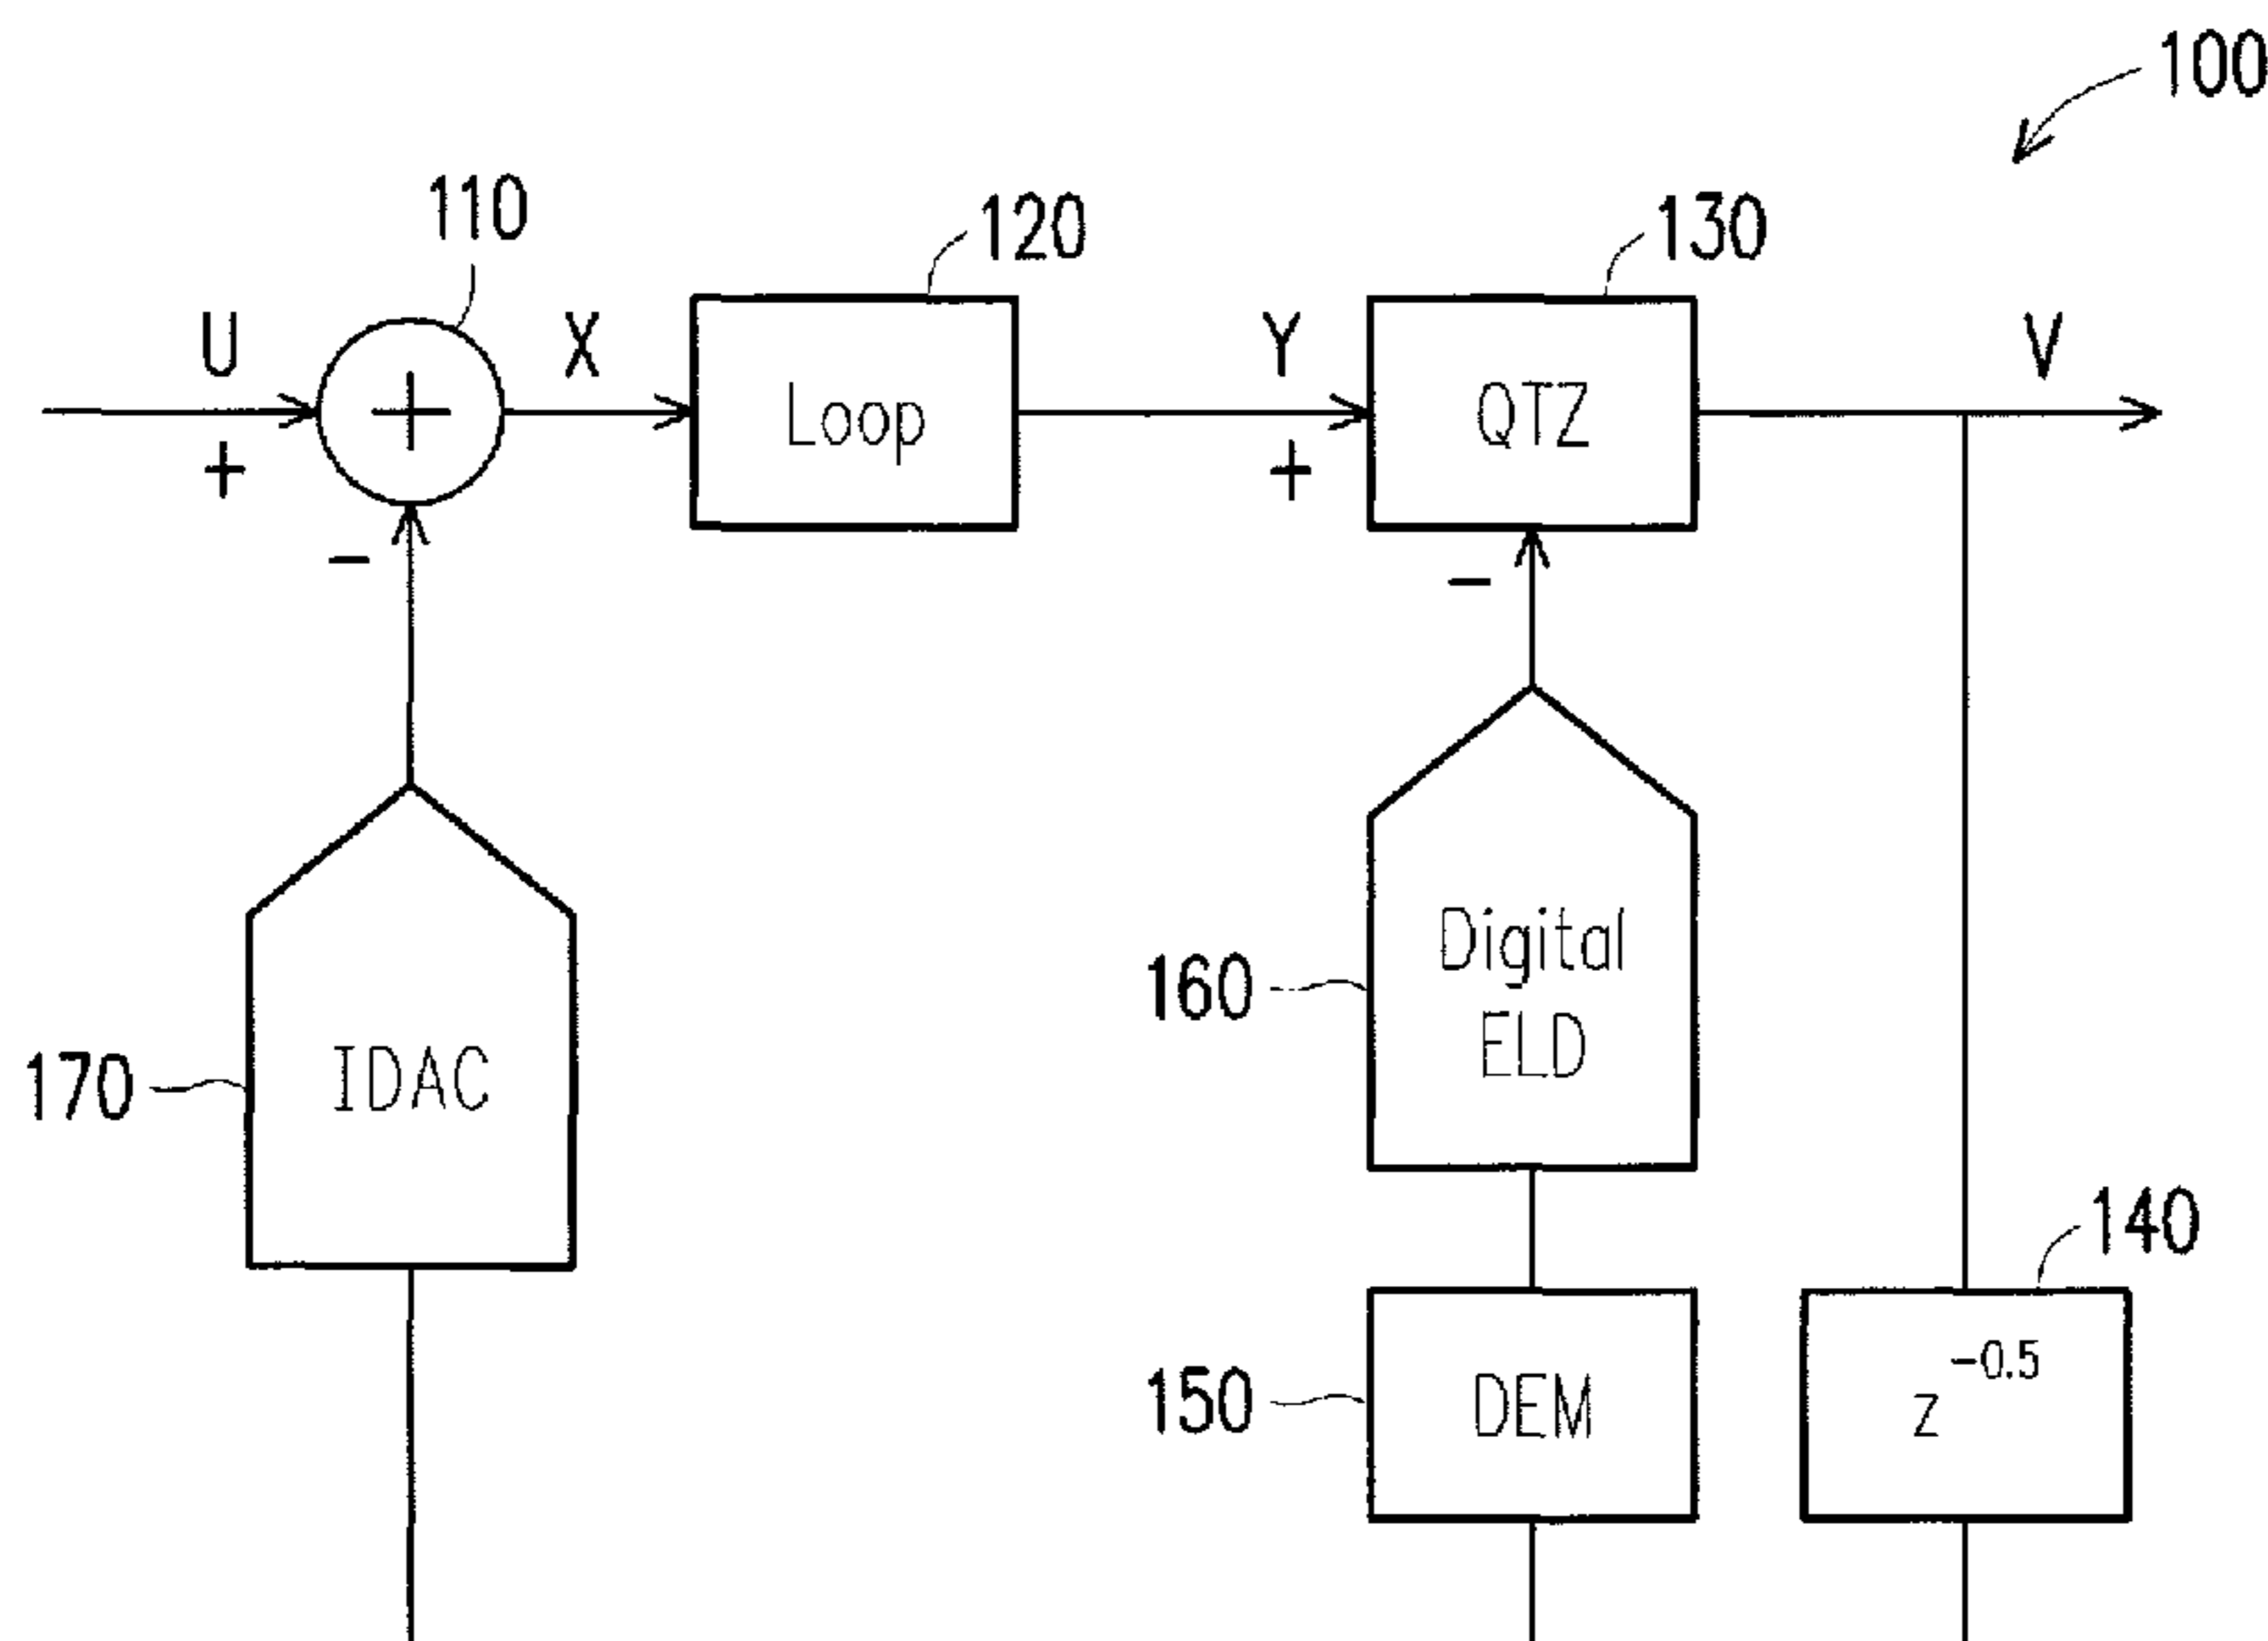 100
110
120
130
U
X
Y
V
+
Loop
QTZ
+
+
-
-
Digital
ELD
160
IDAC
170
140
z^-0.5
DEM
150